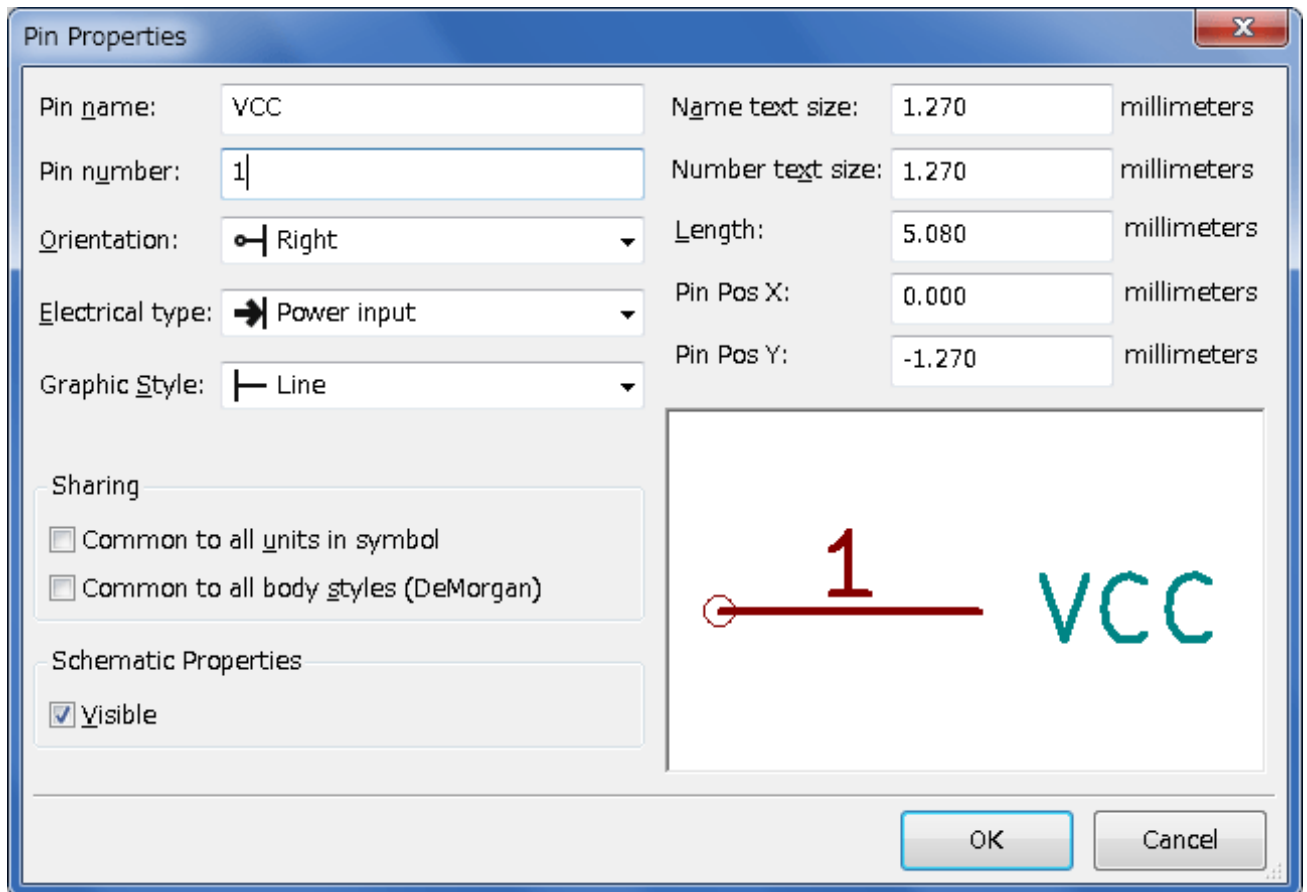 Pin Properties
Pin name: VCC
Pin number: 1
Orientation: Right
Electrical type: Power input
Graphic Style: Line
Sharing
Common to all units in symbol
Common to all body styles (DeMorgan)
Schematic Properties
Visible
Name text size: 1.270 millimeters
Number text size: 1.270 millimeters
Length: 5.080 millimeters
Pin Pos X: 0.000 millimeters
Pin Pos Y: -1.270 millimeters
1
VCC
OK Cancel